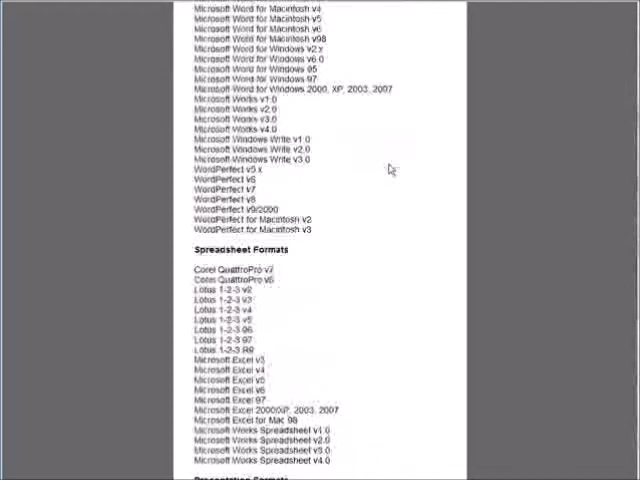 Microsoft Word for Macintosh v4
Microsoft Word for Macintosh v5
Microsoft Word for Macintosh v6
Microsoft Word for Macintosh v98
Microsoft Word for Windows v2.x
Microsoft Word for Windows v6.0
Microsoft Word for Windows 95
Microsoft Word for Windows 97
Microsoft Word for Windows 2000, XP, 2003, 2007
Microsoft Works v1.0
Microsoft Works v2.0
Microsoft Works v3.0
Microsoft Works v4.0
Microsoft Windows Write v1.0
Microsoft Windows Write v2.0
Microsoft Windows Write v3.0
WordPerfect v5.x
WordPerfect v6
WordPerfect v7
WordPerfect v8
WordPerfect v9/2000
WordPerfect for Macintosh v2
WordPerfect for Macintosh v3
Spreadsheet Formats
Corel QuattroPro v7
Corel QuattroPro v8
Lotus 1-2-3 v2
Lotus 1-2-3 v3
Lotus 1-2-3 v4
Lotus 1-2-3 v5
Lotus 1-2-3 96
Lotus 1-2-3 97
Lotus 1-2-3 R9
Microsoft Excel v3
Microsoft Excel v4
Microsoft Excel v5
Microsoft Excel v6
Microsoft Excel 97
Microsoft Excel 2000/XP, 2003, 2007
Microsoft Excel for Mac 98
Microsoft Works Spreadsheet v1.0
Microsoft Works Spreadsheet v2.0
Microsoft Works Spreadsheet v3.0
Microsoft Works Spreadsheet v4.0
Presentation Formats